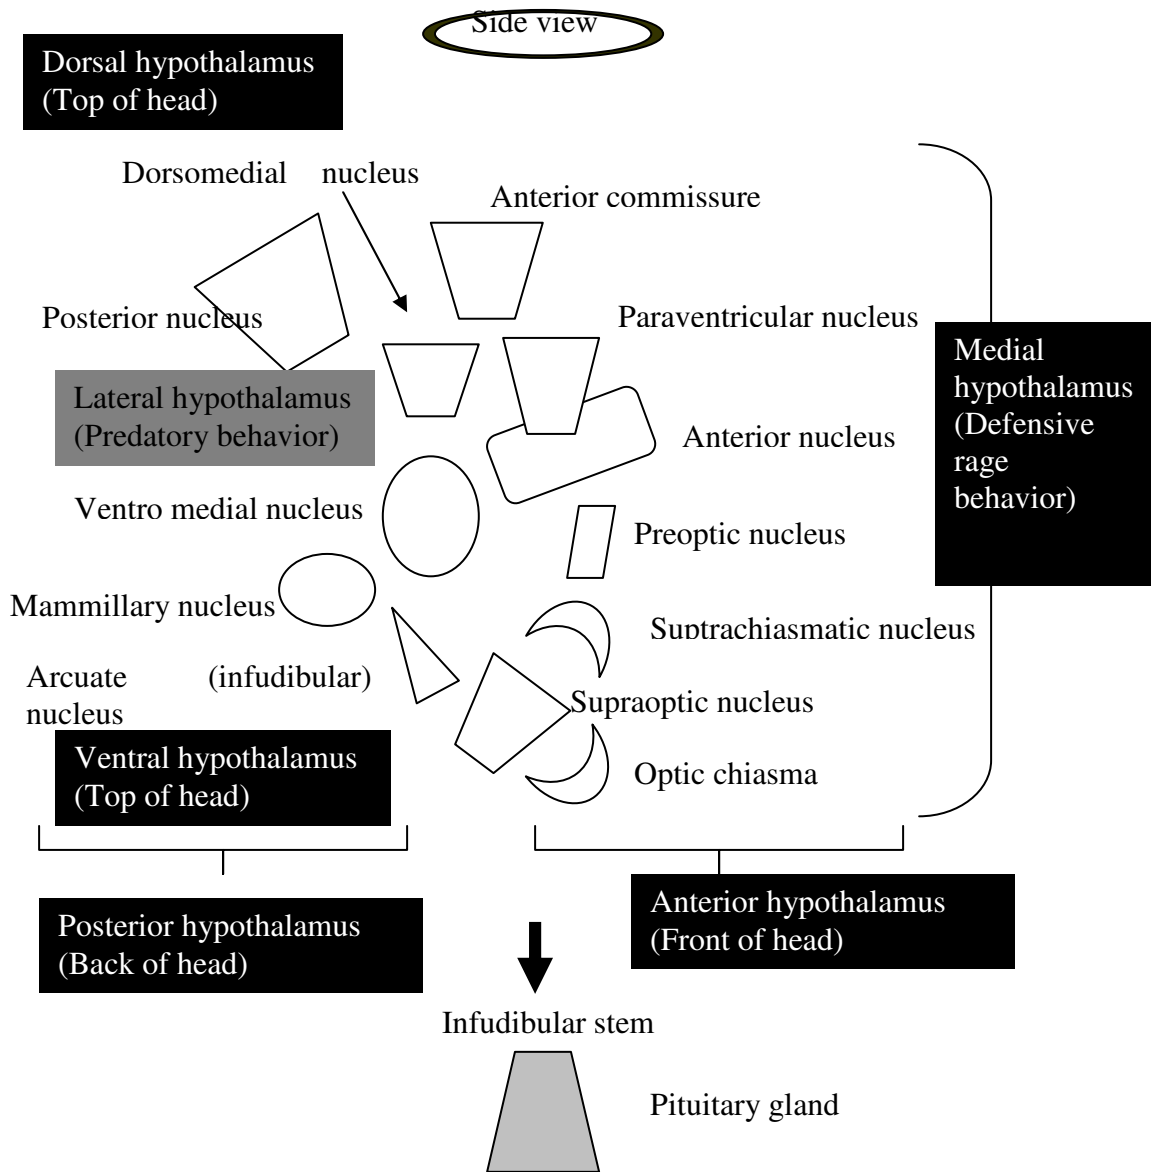 Side view
Dorsal hypothalamus
(Top of head)
Dorsomedial nucleus
Anterior commissure
Posterior nucleus
Paraventricular nucleus
Medial
hypothalamus
(Defensive
rage
behavior)
Lateral hypothalamus
(Predatory behavior)
Anterior nucleus
Ventro medial nucleus
Preoptic nucleus
Mammillary nucleus
Suptrachiasmatic nucleus
Arcuate (infudibular)
nucleus
Supraoptic nucleus
Ventral hypothalamus
(Top of head)
Optic chiasma
Posterior hypothalamus
(Back of head)
Anterior hypothalamus
(Front of head)
Infudibular stem
Pituitary gland